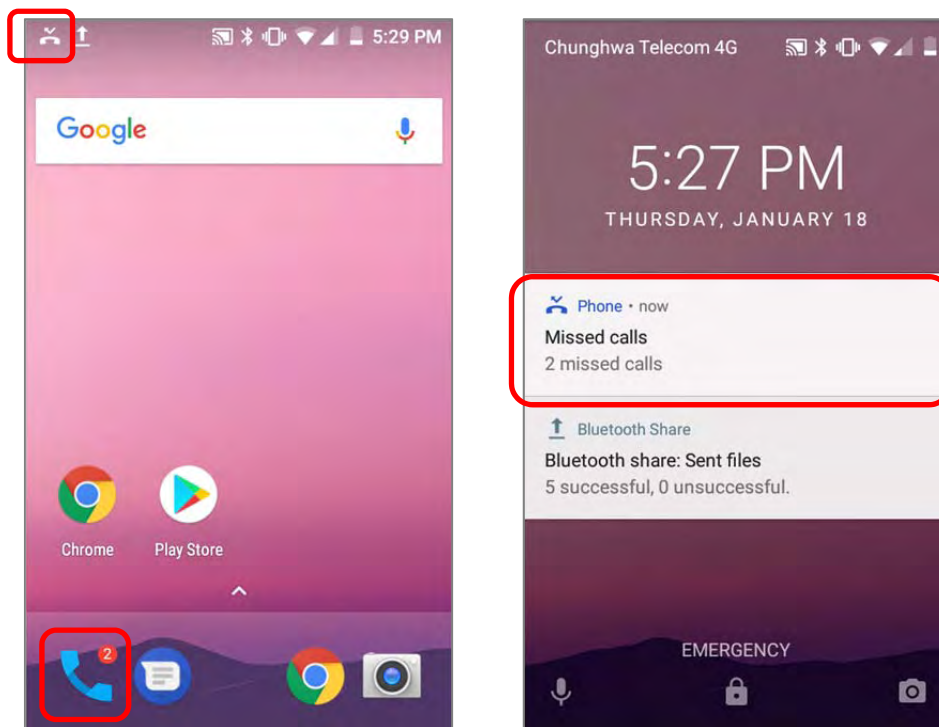 5:29 PM
Google
Chrome
Play Store
2
Chunghwa Telecom 4G
5:27 PM
THURSDAY, JANUARY 18
Phone • now
Missed calls
2 missed calls
Bluetooth Share
Bluetooth share: Sent files
5 successful, 0 unsuccessful.
EMERGENCY